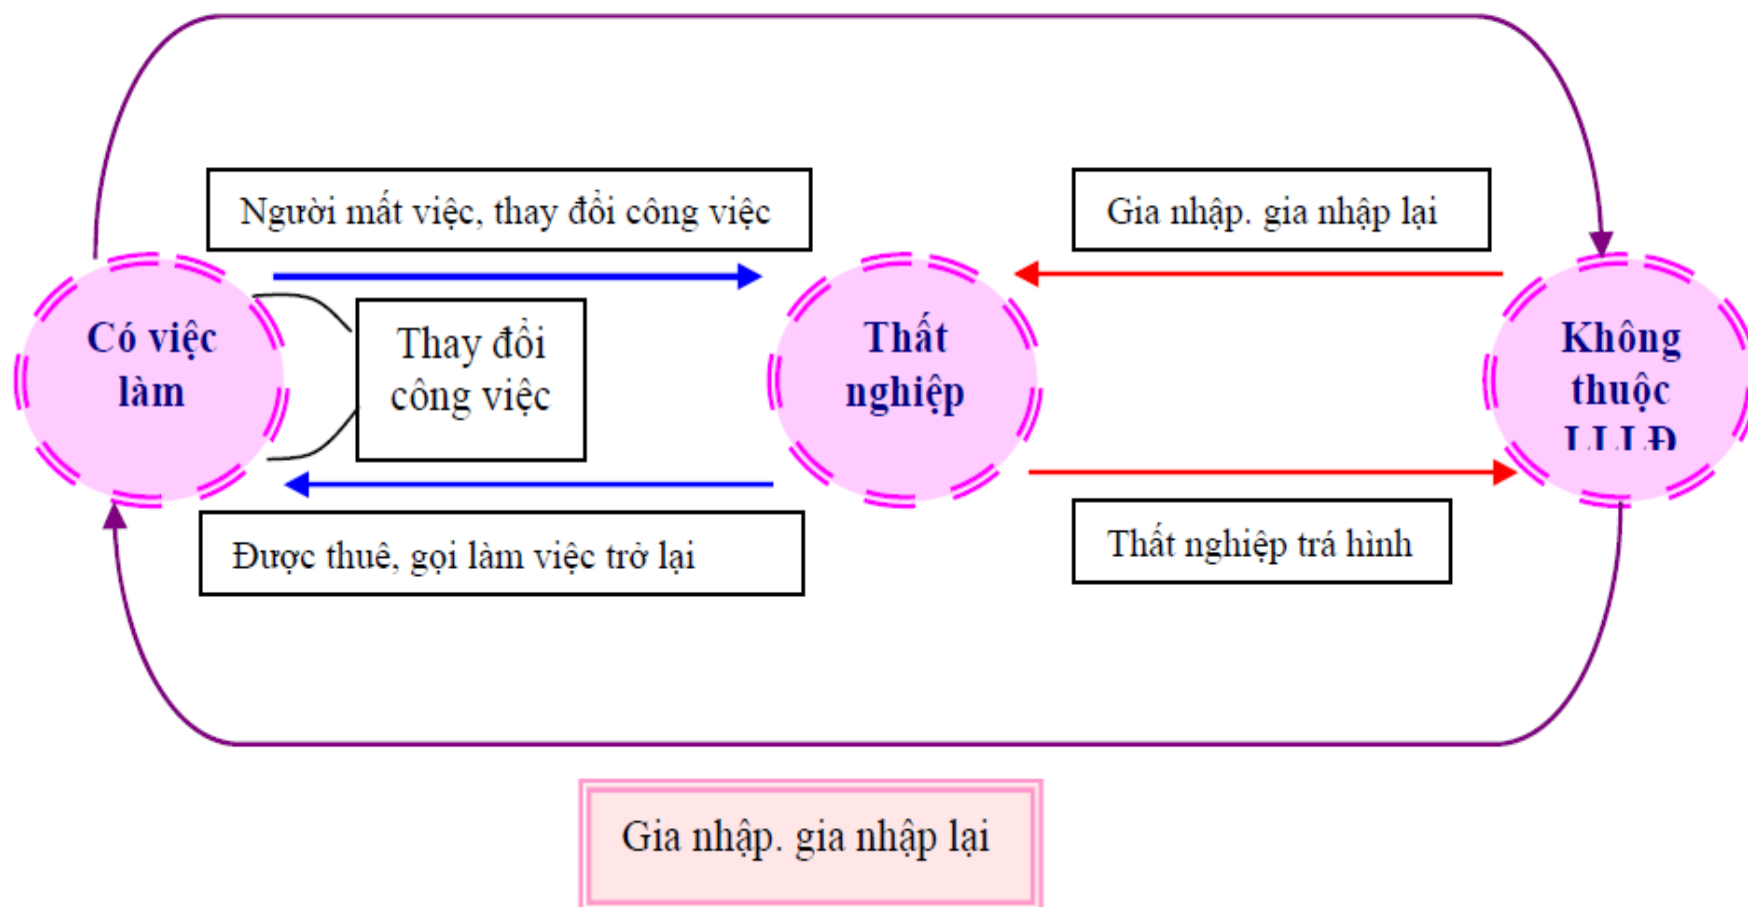 Người mất việc, thay đổi công việc
Gia nhập. gia nhập lại
Có việc
làm
Thay đổi
công việc
Thất
nghiệp
Không
thuộc
LLLĐ
Được thuê, gọi làm việc trở lại
Thất nghiệp trá hình
Gia nhập. gia nhập lại